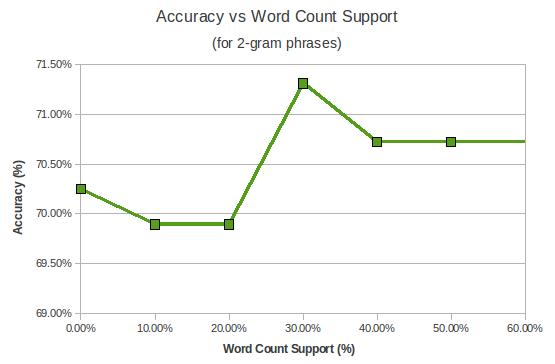 Accuracy vs Word Count Support
(for 2-gram phrases)
71.50%
71.00%
70.50%
70.00%
69.50%
69.00%
Accuracy (%)
0.00% 10.00% 20.00% 30.00% 40.00% 50.00% 60.00%
Word Count Support (%)